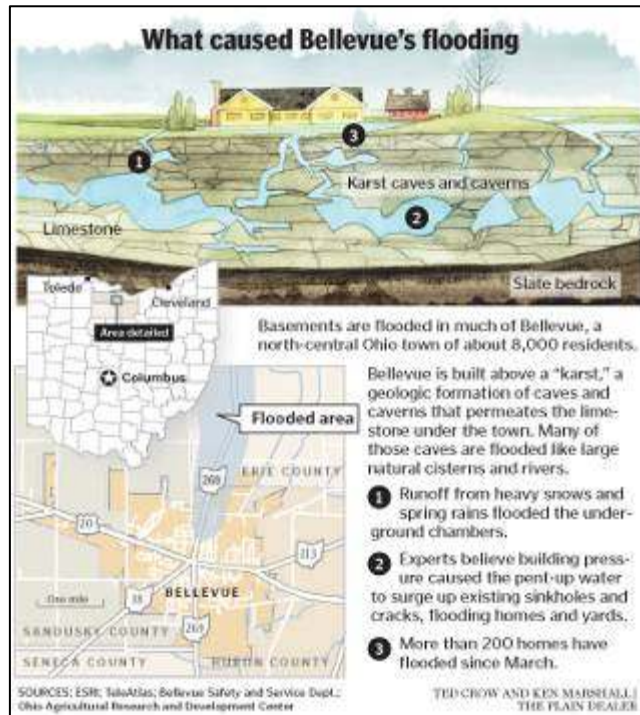 What caused Bellevue's flooding
1
3
Karst caves and caverns
2
Limestone
Slate bedrock
Toledo
Cleveland
Area detailed
Columbus
Basements are flooded in much of Bellevue, a
north-central Ohio town of about 8,000 residents.
Bellevue is built above a "karst," a
geologic formation of caves and
caverns that permeates the lime-
stone under the town. Many of
those caves are flooded like large
natural cisterns and rivers.
1 Runoff from heavy snows and
spring rains flooded the under-
ground chambers.
2 Experts believe building press-
ure caused the pent-up water
to surge up existing sinkholes and
cracks, flooding homes and yards.
3 More than 200 homes have
flooded since March.
Flooded area
ERIE COUNTY
20
BELLEVUE
One mile
18
SANDUSKY COUNTY
SENECA COUNTY
HURON COUNTY
SOURCES: ESRI; TeleAtlas; Bellevue Safety and Service Dept.;
Ohio Agricultural Research and Development Center
TED CROW AND KEN MARSHALL |
THE PLAIN DEALER